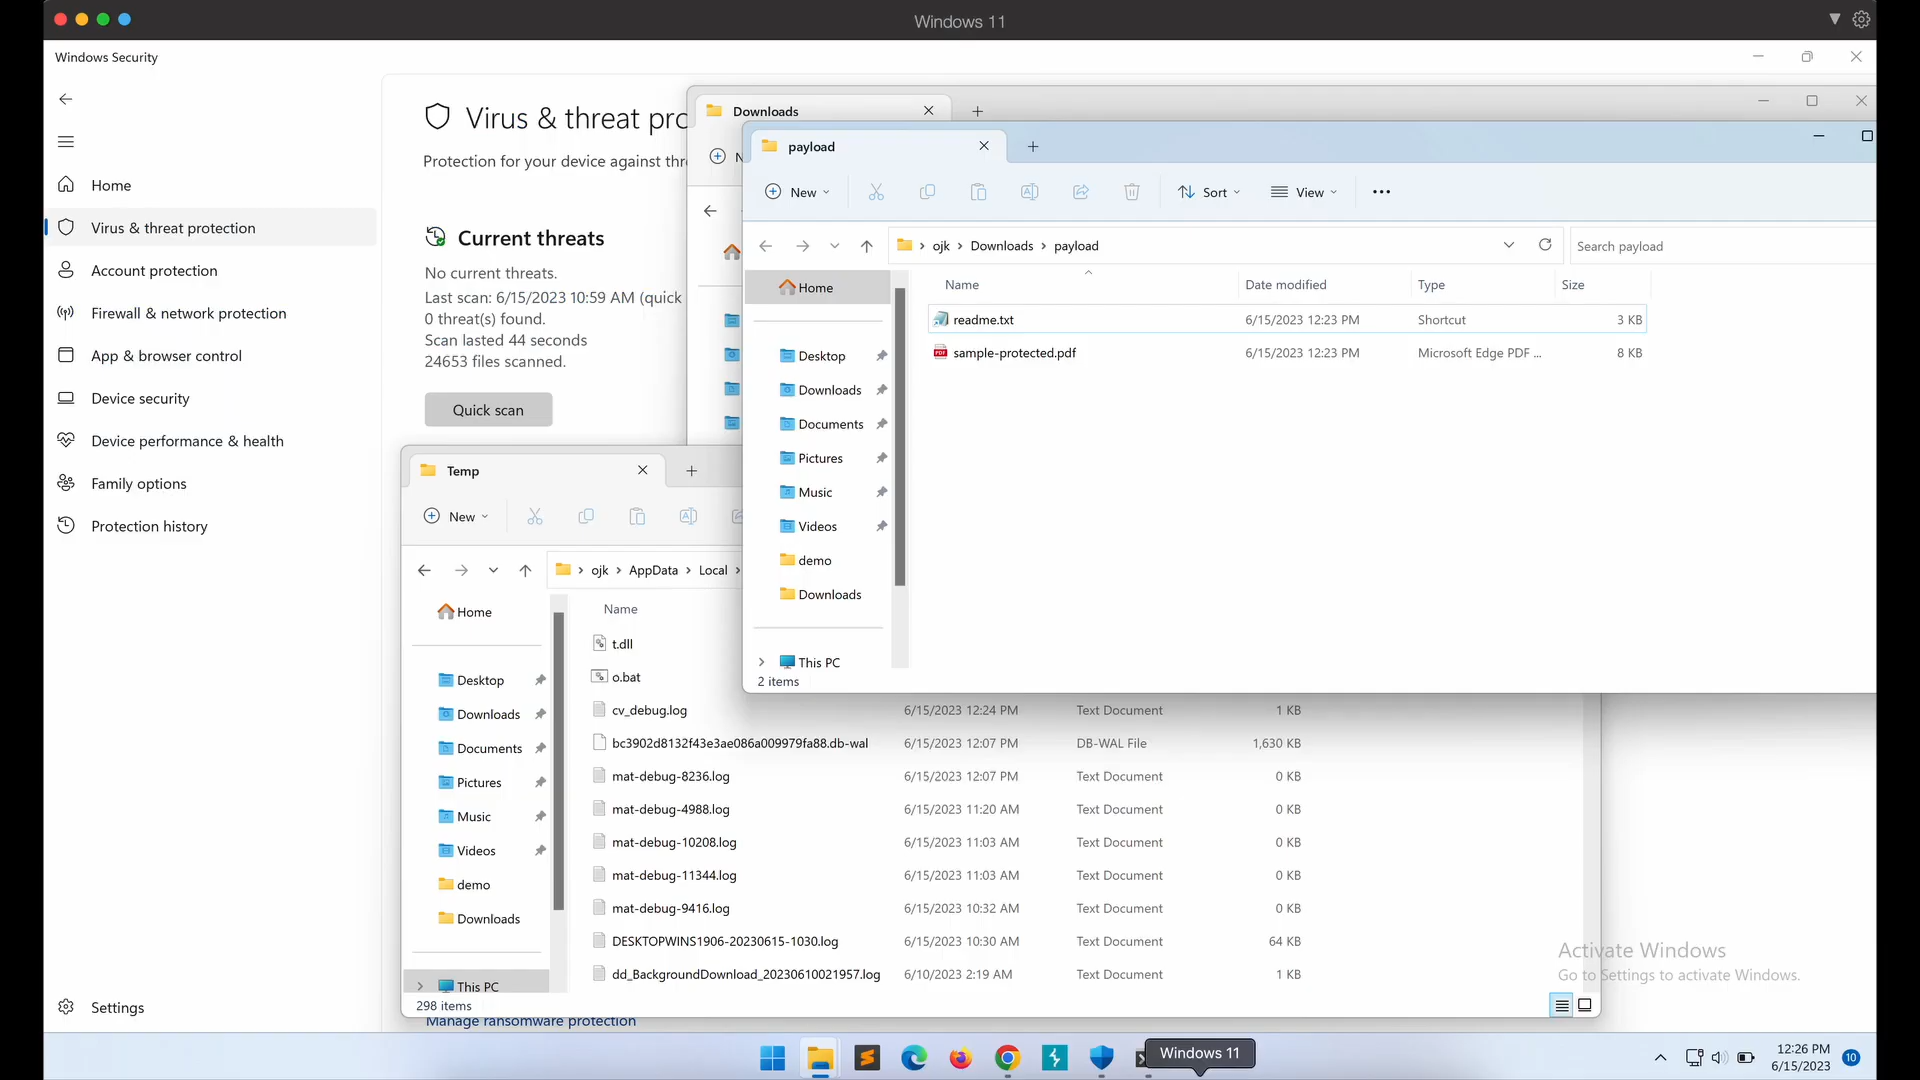 Windows 11
Windows Security
Home
Virus & threat protection
Account protection
Firewall & network protection
App & browser control
Device security
Device performance & health
Family options
Protection history
Settings
Virus & threat pro
Protection for your device against thr
Current threats
No current threats.
Last scan: 6/15/2023 10:59 AM (quick
0 threat(s) found.
Scan lasted 44 seconds
24653 files scanned.
Quick scan
Manage ransomware protection
Downloads
N
payload
New
Sort
View
ojk > Downloads > payload
Search payload
Home
Desktop
Downloads
Documents
Pictures
Music
Videos
demo
Downloads
This PC
2 items
Name Date modified Type Size
readme.txt 6/15/2023 12:23 PM Shortcut 3 KB
sample-protected.pdf 6/15/2023 12:23 PM Microsoft Edge PDF ... 8 KB
Temp
New
ojk > AppData > Local >
Home
Desktop
Downloads
Documents
Pictures
Music
Videos
demo
Downloads
This PC
298 items
Name
t.dll
o.bat
cv_debug.log 6/15/2023 12:24 PM Text Document 1 KB
bc3902d8132f43e3ae086a009979fa88.db-wal 6/15/2023 12:07 PM DB-WAL File 1,630 KB
mat-debug-8236.log 6/15/2023 12:07 PM Text Document 0 KB
mat-debug-4988.log 6/15/2023 11:20 AM Text Document 0 KB
mat-debug-10208.log 6/15/2023 11:03 AM Text Document 0 KB
mat-debug-11344.log 6/15/2023 11:03 AM Text Document 0 KB
mat-debug-9416.log 6/15/2023 10:32 AM Text Document 0 KB
DESKTOPWINS1906-20230615-1030.log 6/15/2023 10:30 AM Text Document 64 KB
dd_BackgroundDownload_20230610021957.log 6/10/2023 2:19 AM Text Document 1 KB
Activate Windows
Go to Settings to activate Windows.
Windows 11
12:26 PM
6/15/2023
10